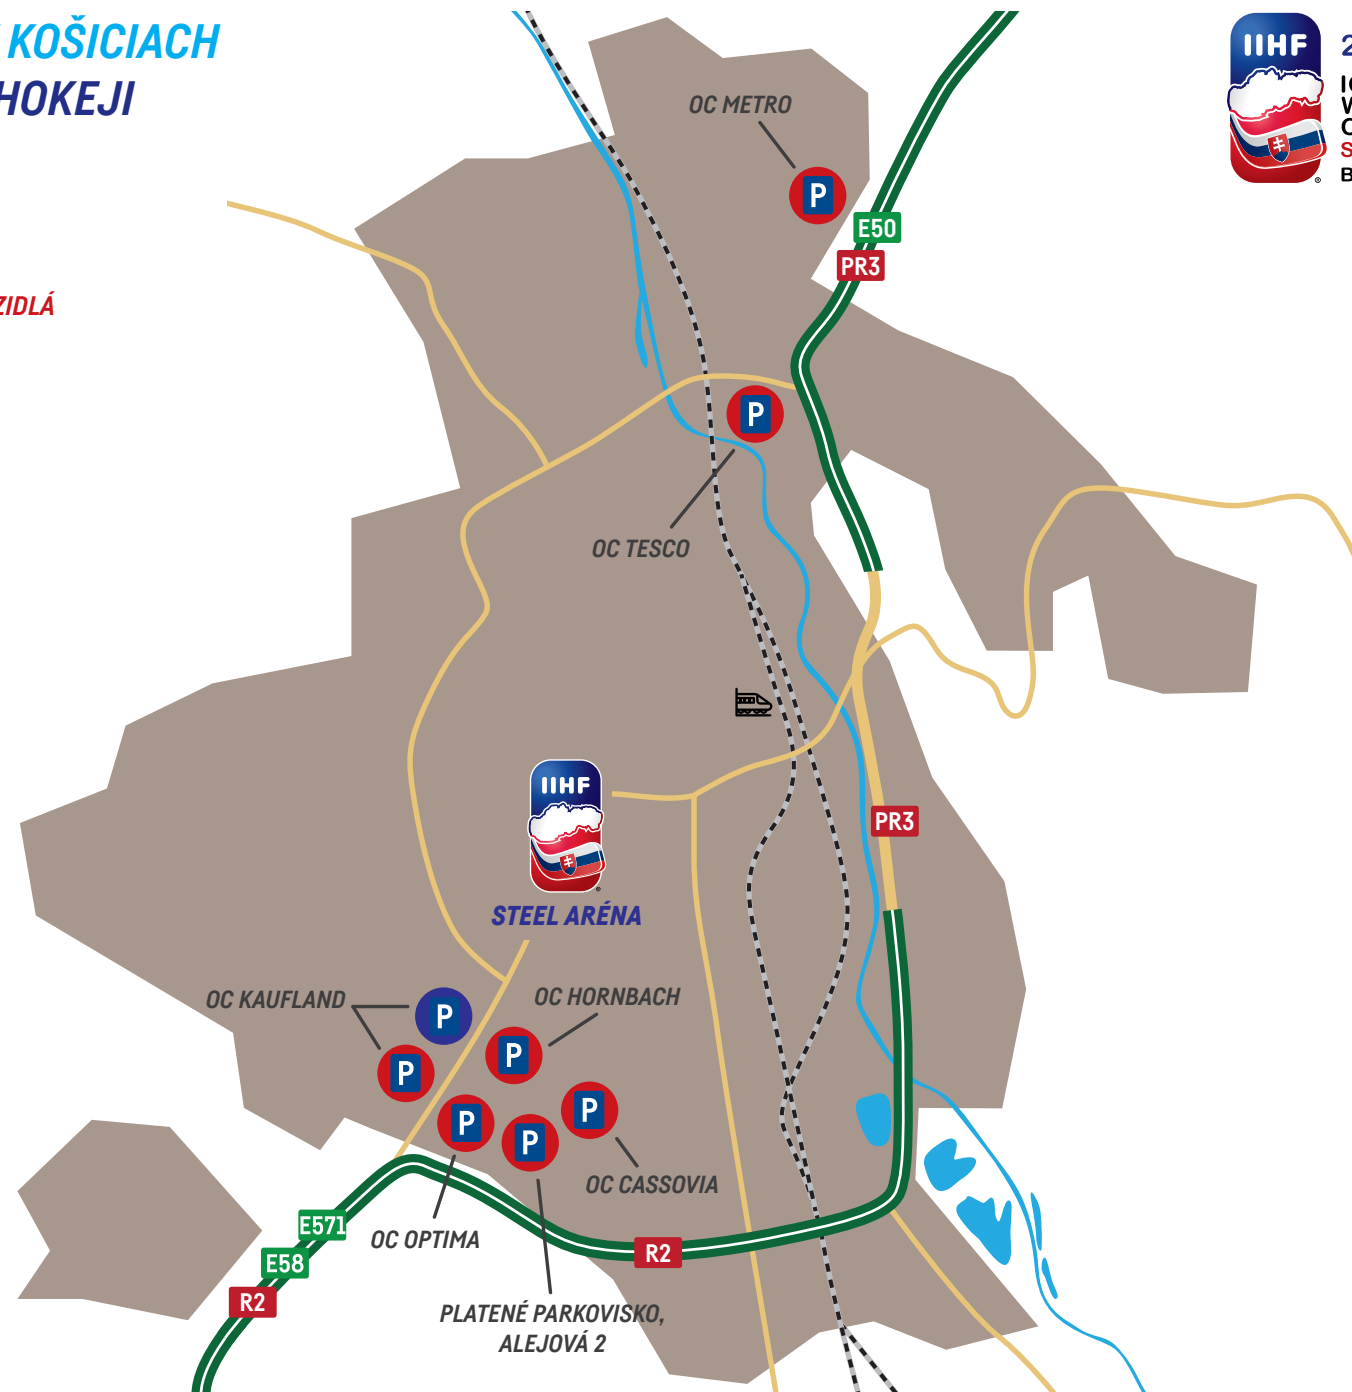 KOŠICIACH
HOKEJI
IIHF
2
B
OC METRO
P
E50
PR3
ZIDLÁ
P
OC TESCO
IIHF
PR3
STEEL ARÉNA
OC KAUFLAND
OC HORNBACH
P
P
P
P
P
P
OC CASSOVIA
OC OPTIMA
E571
E58
R2
R2
PLATENÉ PARKOVISKO,
ALEJOVÁ 2